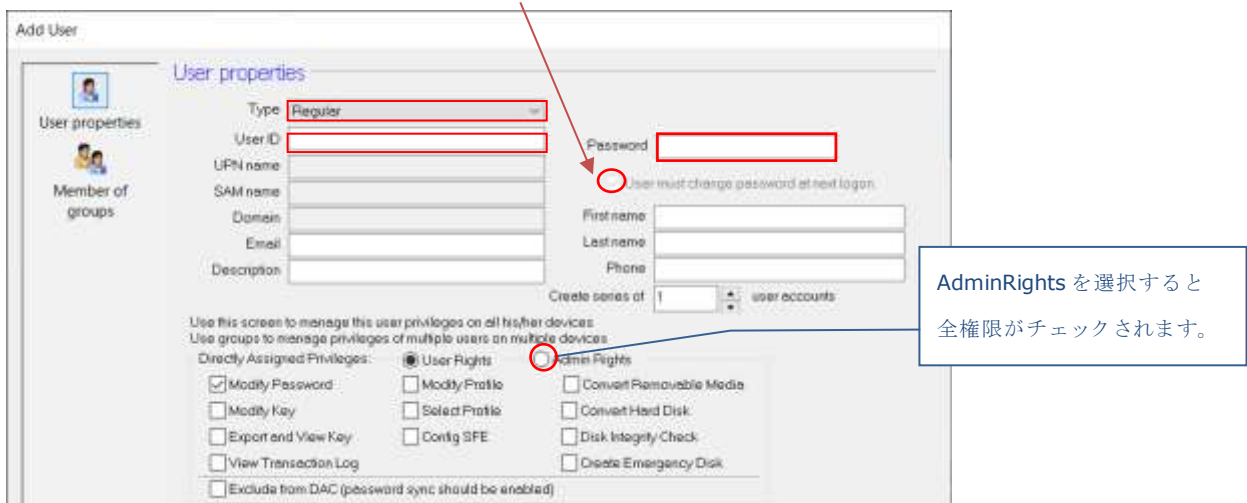 Add User
User properties
Member of
groups
User properties
Type Regular
User ID
UPN name
SAM name
Domain
Email
Description
Password
User must change password at next logon
First name
Last name
Phone
Create series of 1 user accounts
Use this screen to manage this user privileges on all his/her devices
Use groups to manage privileges of multiple users on multiple devices
Directly Assigned Privileges: User Rights Admin Rights
Modify Password Modify Profile Convert Removable Media
Modify Key Select Profile Convert Hard Disk
Export and View Key Config SFE Disk Integrity Check
View Transaction Log Create Emergency Disk
Exclude from DAC (password sync should be enabled)
AdminRights を選択すると
全権限がチェックされます。